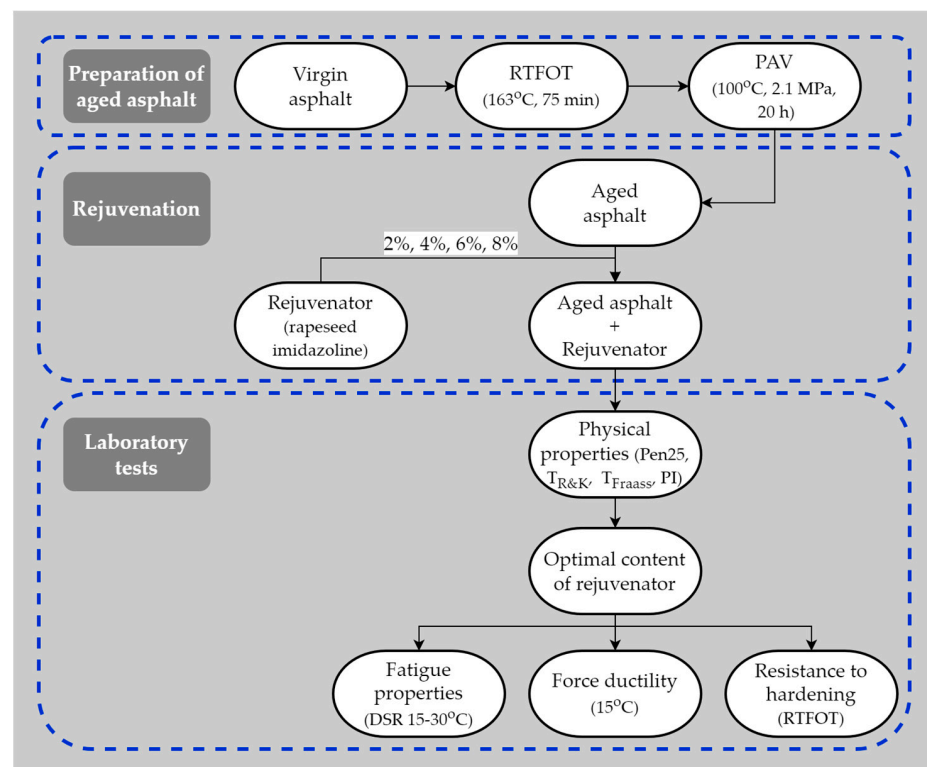 Preparation of
aged asphalt
Virgin
asphalt
RTFOT
(163°C, 75 min)
PAV
(100°C, 2.1 MPa,
20 h)
Rejuvenation
Aged
asphalt
2%, 4%, 6%, 8%
Rejuvenator
(rapeseed
imidazoline)
Aged asphalt
+
Rejuvenator
Laboratory
tests
Physical
properties (Pen25,
TR&K, TFraass, PI)
Optimal content
of rejuvenator
Fatigue
properties
(DSR 15-30°C)
Force ductility
(15°C)
Resistance to
hardening
(RTFOT)